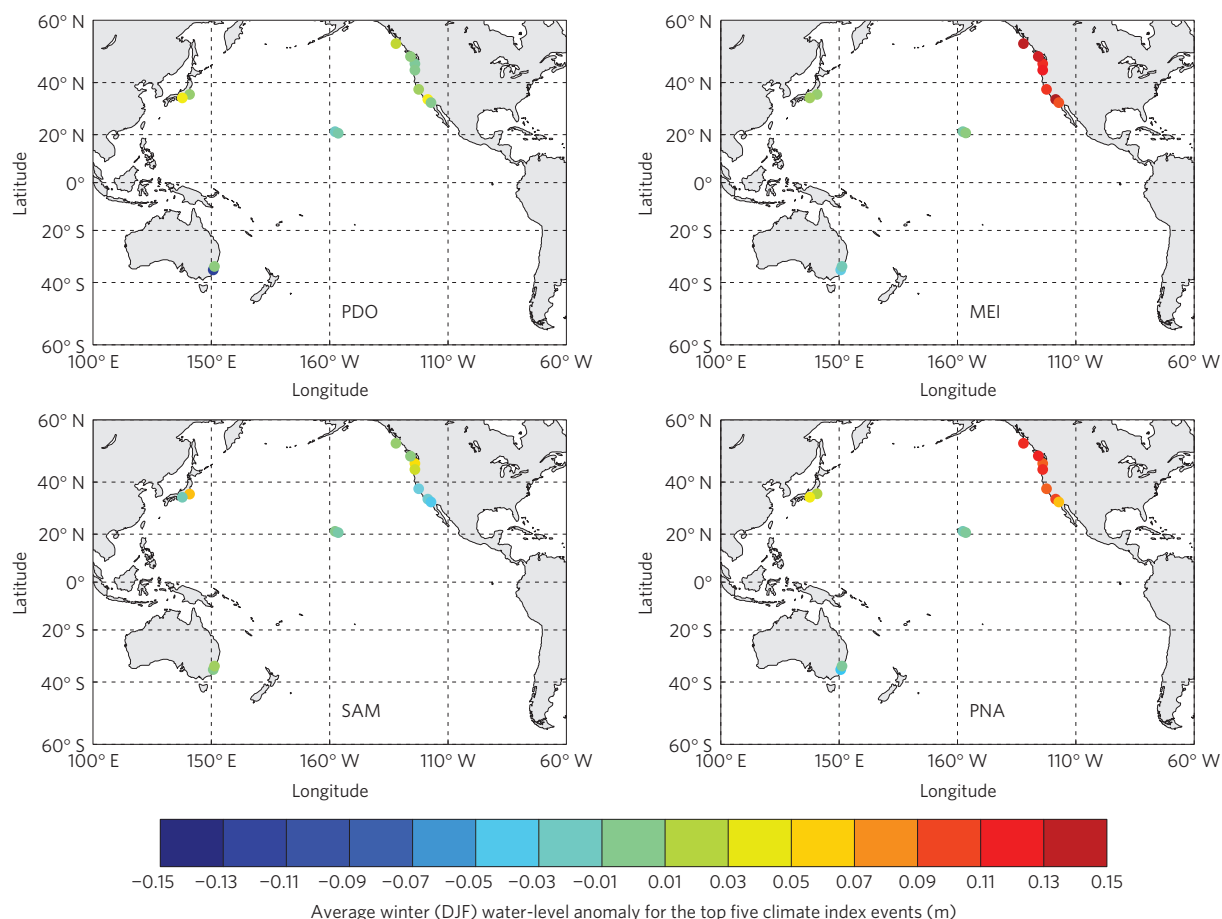 60° N
40° N
20° N
0°
20° S
40° S
60° S
Latitude
100° E 150° E 160° W 110° W 60° W
Longitude
PDO
60° N
40° N
20° N
0°
20° S
40° S
60° S
Latitude
100° E 150° E 160° W 110° W 60° W
Longitude
MEI
60° N
40° N
20° N
0°
20° S
40° S
60° S
Latitude
100° E 150° E 160° W 110° W 60° W
Longitude
SAM
60° N
40° N
20° N
0°
20° S
40° S
60° S
Latitude
100° E 150° E 160° W 110° W 60° W
Longitude
PNA
−0.15 −0.13 −0.11 −0.09 −0.07 −0.05 −0.03 −0.01 0.01 0.03 0.05 0.07 0.09 0.11 0.13 0.15
Average winter (DJF) water-level anomaly for the top five climate index events (m)